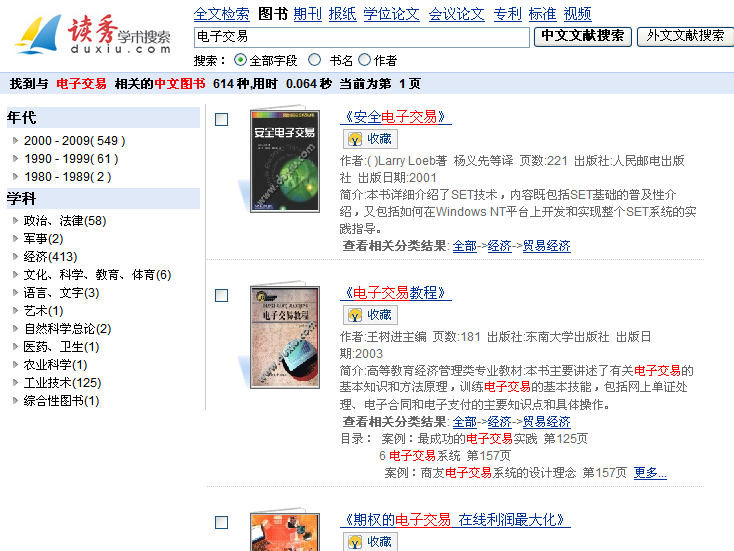 读秀学术搜索
duxiu.com
全文检索 图书 期刊 报纸 学位论文 会议论文 专利 标准 视频
电子交易
中文文献搜索 外文文献搜索
搜索： 全部字段 书名 作者
找到与 电子交易 相关的中文图书 614 种,用时 0.064 秒 当前为第 1 页
年代
2000 - 2009( 549 )
1990 - 1999( 61 )
1980 - 1989( 2 )
学科
政治、法律(58)
军事(2)
经济(413)
文化、科学、教育、体育(6)
语言、文字(3)
艺术(1)
自然科学总论(2)
医药、卫生(1)
农业科学(1)
工业技术(125)
综合性图书(1)
安全电子交易
《安全电子交易》
收藏
作者:( )Larry Loeb著 杨义先等译 页数:221 出版社:人民邮电出版
社 出版日期:2001
简介:本书详细介绍了SET技术，内容既包括SET基础的普及性介
绍，又包括如何在Windows NT平台上开发和实现整个SET系统的实
践指导。
查看相关分类结果: 全部->经济->贸易经济
电子交易教程
《电子交易教程》
收藏
作者:王树进主编 页数:181 出版社:东南大学出版社 出版日
期:2003
简介:高等教育经济管理类专业教材:本书主要讲述了有关电子交易的
基本知识和方法原理，训练电子交易的基本技能，包括网上单证处
理、电子合同和电子支付的主要知识点和具体操作。
查看相关分类结果: 全部->经济->贸易经济
目录： 案例：最成功的电子交易实践 第125页
6 电子交易系统 第157页
案例：商友电子交易系统的设计理念 第157页 更多...
《期权的电子交易 在线利润最大化》
收藏